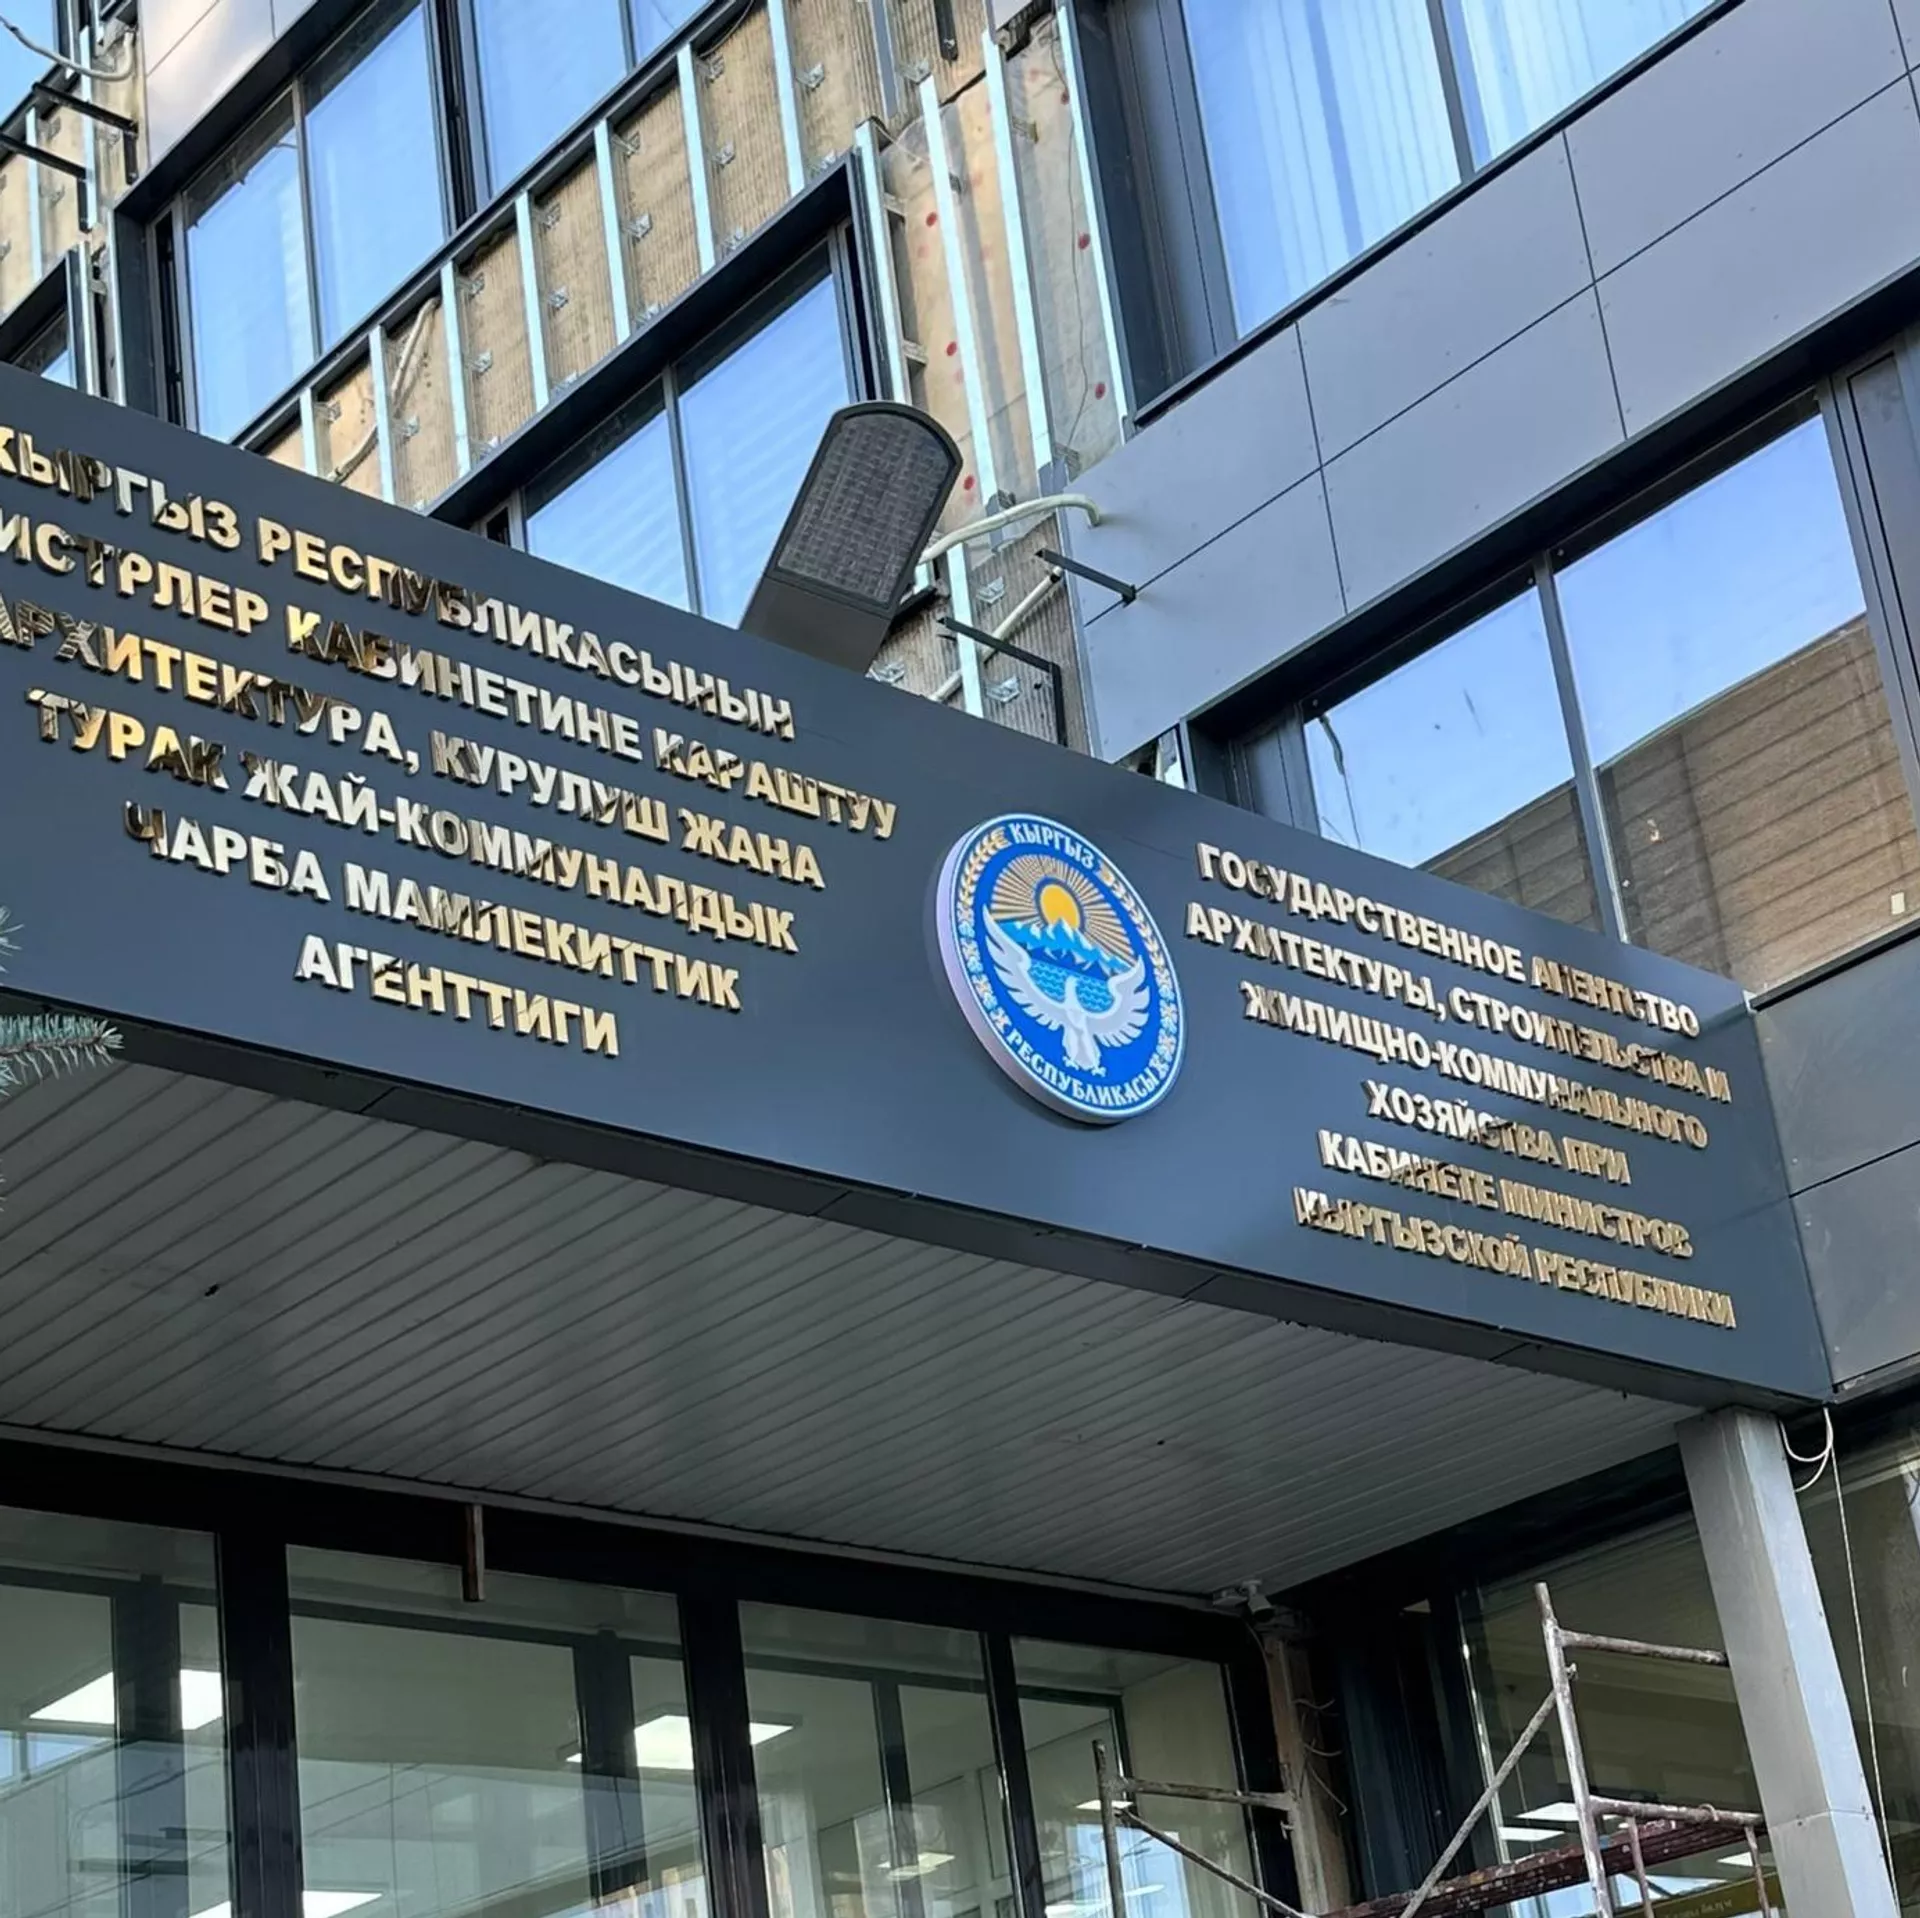 КЫРГЫЗ РЕСПУБЛИКАСЫНЫН
ИСТРЛЕР КАБИНЕТИНЕ КАРАШТУУ
АРХИТЕКТУРА, КУРУЛУШ ЖАНА
ТУРАК ЖАЙ-КОММУНАЛДЫК
ЧАРБА МАМЛЕКИТТИК
АГЕНТТИГИ
КЫРГЫЗ
РЕСПУБЛИКАСЫ
ГОСУДАРСТВЕННОЕ АГЕНТСТВО
АРХИТЕКТУРЫ, СТРОИТЕЛЬСТВА И
ЖИЛИЩНО-КОММУНАЛЬНОГО
ХОЗЯЙСТВА ПРИ
КАБИНЕТЕ МИНИСТРОВ
КЫРГЫЗСКОЙ РЕСПУБЛИКИ